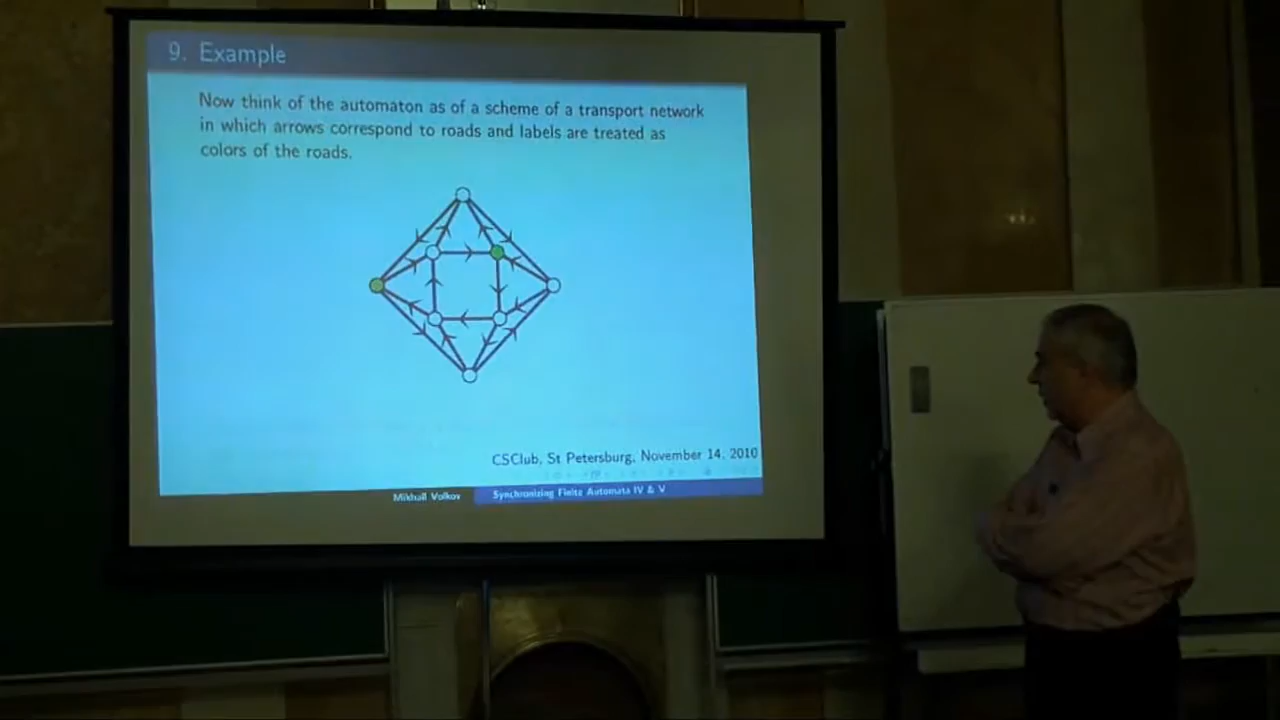 9. Example
Now think of the automaton as of a scheme of a transport network
in which arrows correspond to roads and labels are treated as
colors of the roads.
CSClub, St Petersburg, November 14, 2010
Mikhail Volkov
Synchronizing Finite Automata IV & V